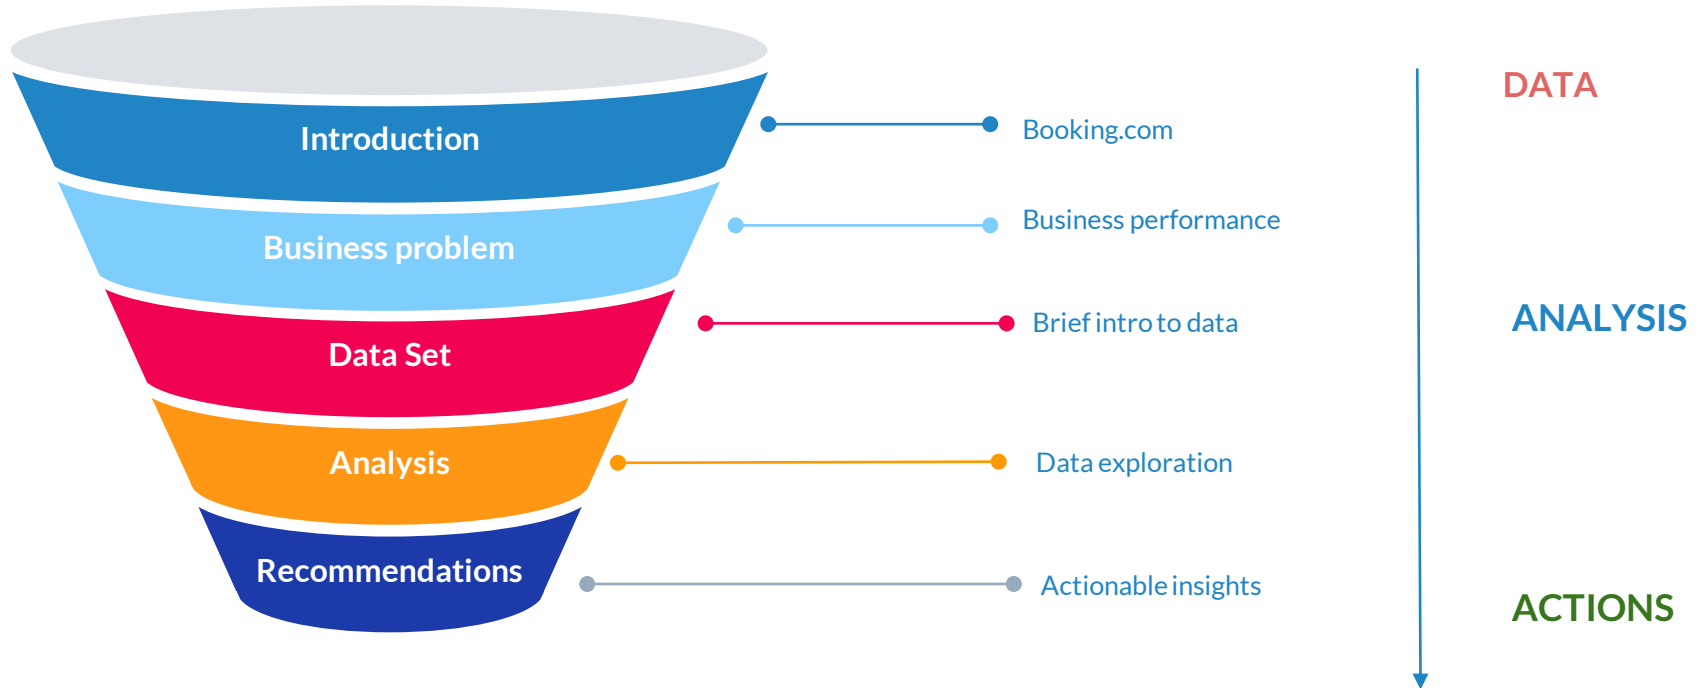 Introduction
Booking.com
DATA
Business problem
Business performance
Data Set
Brief intro to data
ANALYSIS
Analysis
Data exploration
Recommendations
Actionable insights
ACTIONS